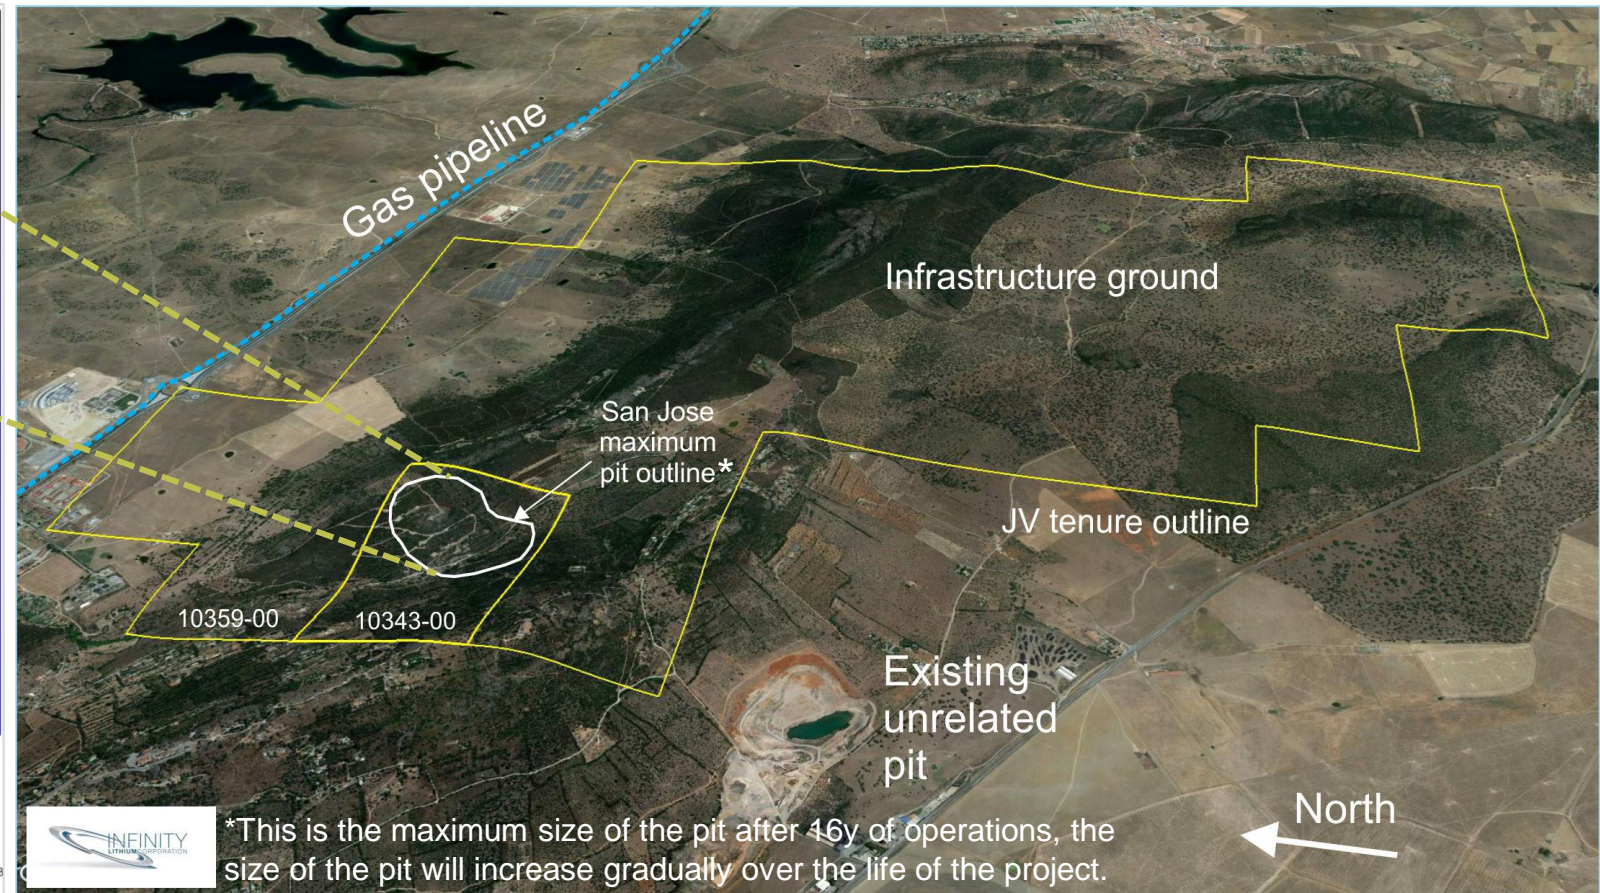 Gas pipeline
Infrastructure ground
San Jose
maximum
pit outline*
JV tenure outline
10359-00
10343-00
Existing
unrelated
pit
North
INFINITY
LITHIUM CORPORATION
*This is the maximum size of the pit after 16y of operations, the
size of the pit will increase gradually over the life of the project.